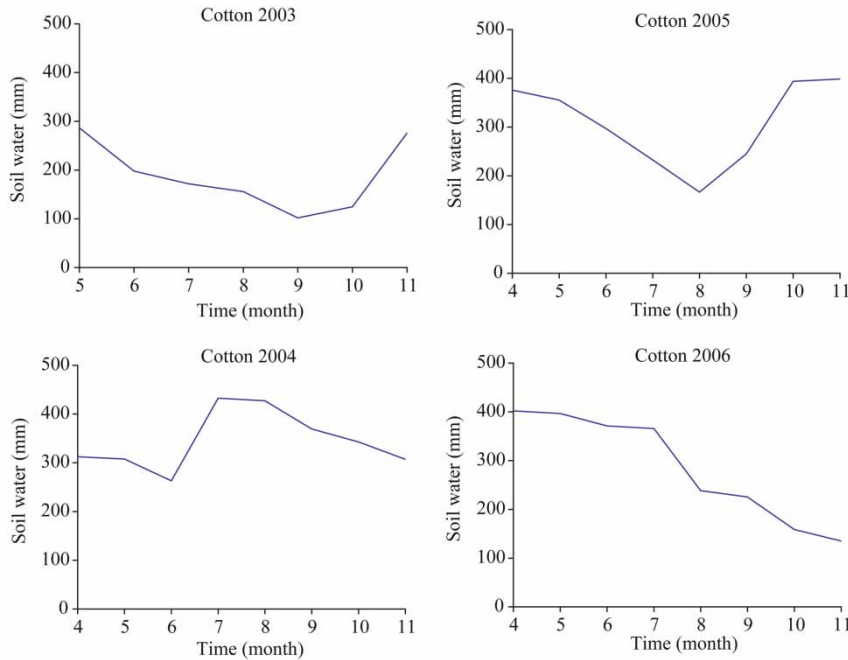 Cotton 2003
500
400
300
200
100
0
Soil water (mm)
5 6 7 8 9 10 11
Time (month)
Cotton 2005
500
400
300
200
100
0
Soil water (mm)
4 5 6 7 8 9 10 11
Time (month)
Cotton 2004
500
400
300
200
100
0
Soil water (mm)
4 5 6 7 8 9 10 11
Time (month)
Cotton 2006
500
400
300
200
100
0
Soil water (mm)
4 5 6 7 8 9 10 11
Time (month)